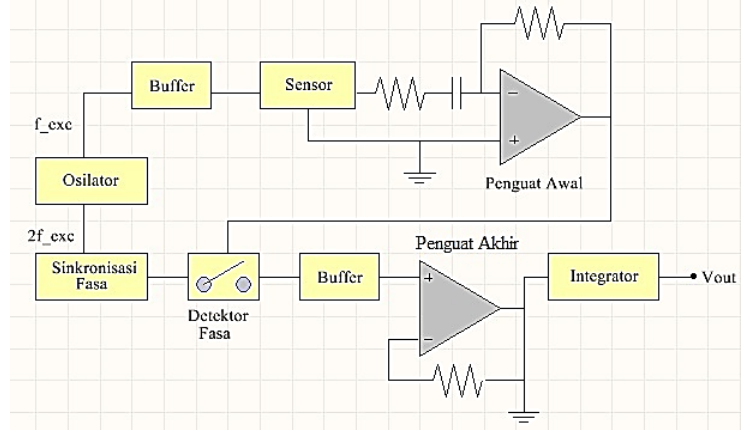 Buffer
Sensor
f_exc
Osilator
Penguat Awal
2f_exc
Sinkronisasi
Fasa
Detektor
Fasa
Buffer
Penguat Akhir
Integrator
Vout